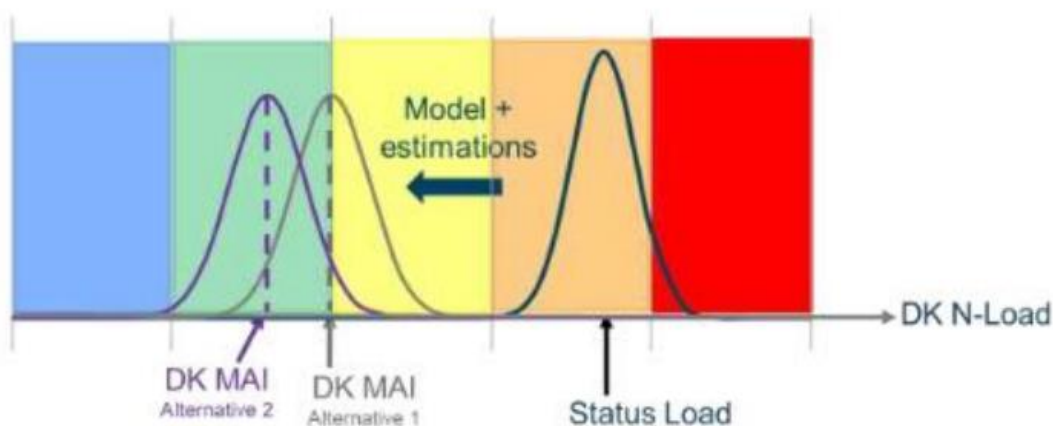 Model +
estimations
DK N-Load
DK MAI
Alternative 2
DK MAI
Alternative 1
Status Load